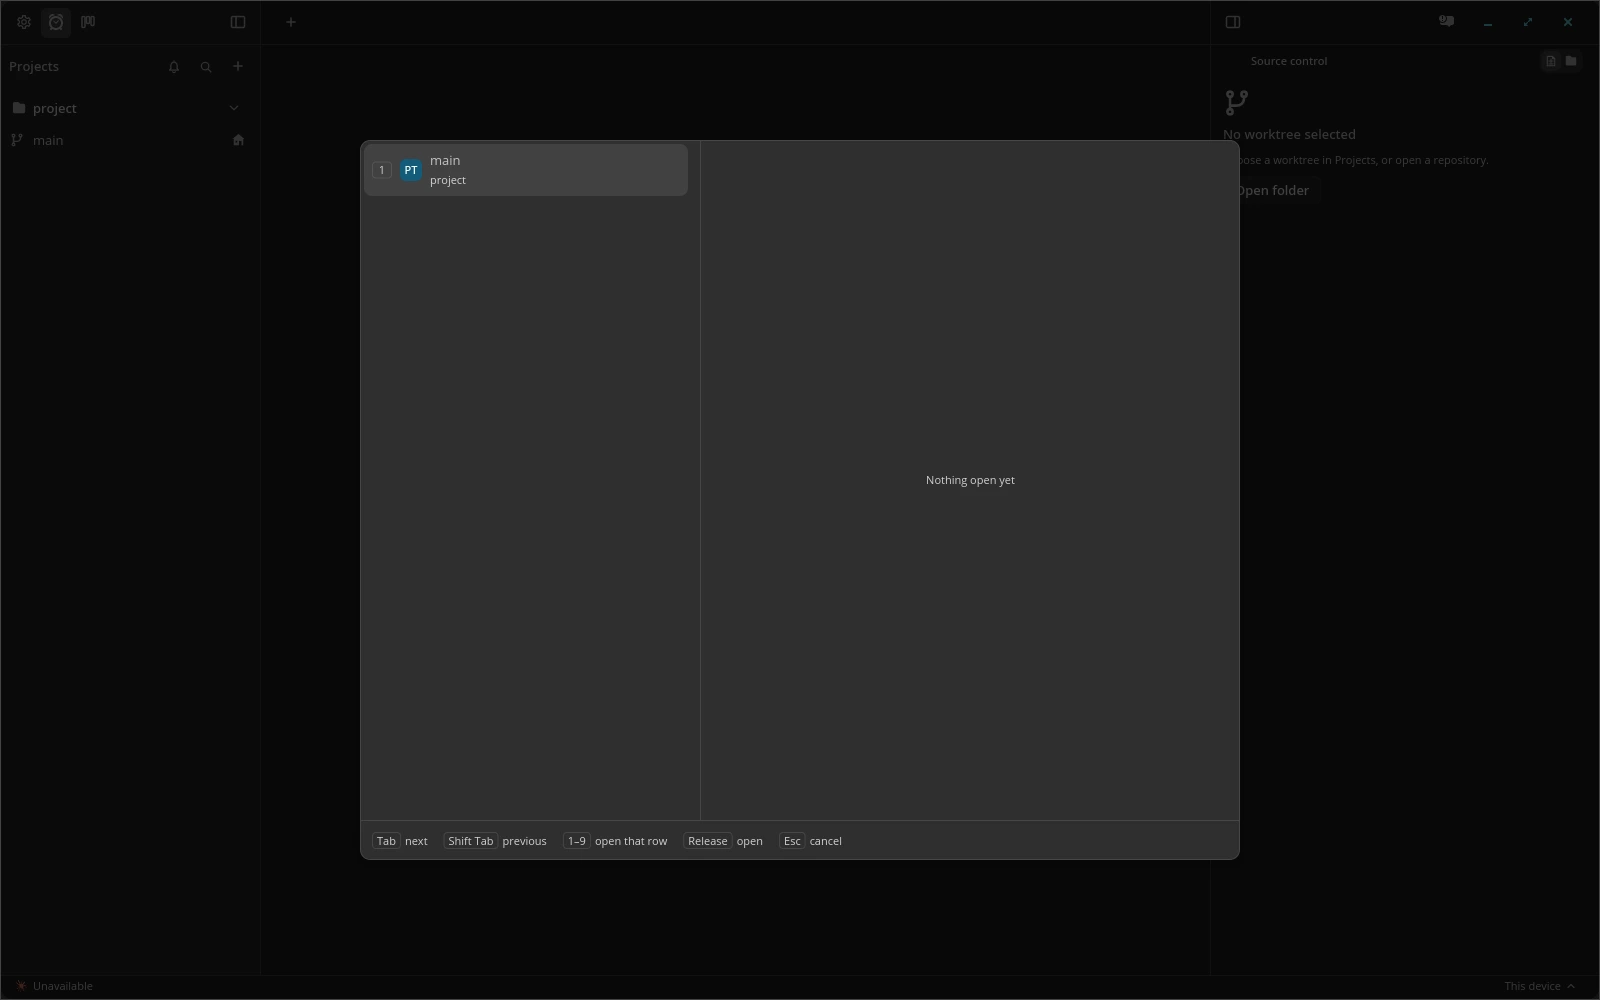 Projects
project
main
Source control
No worktree selected
ose a worktree in Projects, or open a repository.
Open folder
1
PT
main
project
Nothing open yet
Tab next Shift Tab previous 1–9 open that row Release open Esc cancel
Unavailable
This device